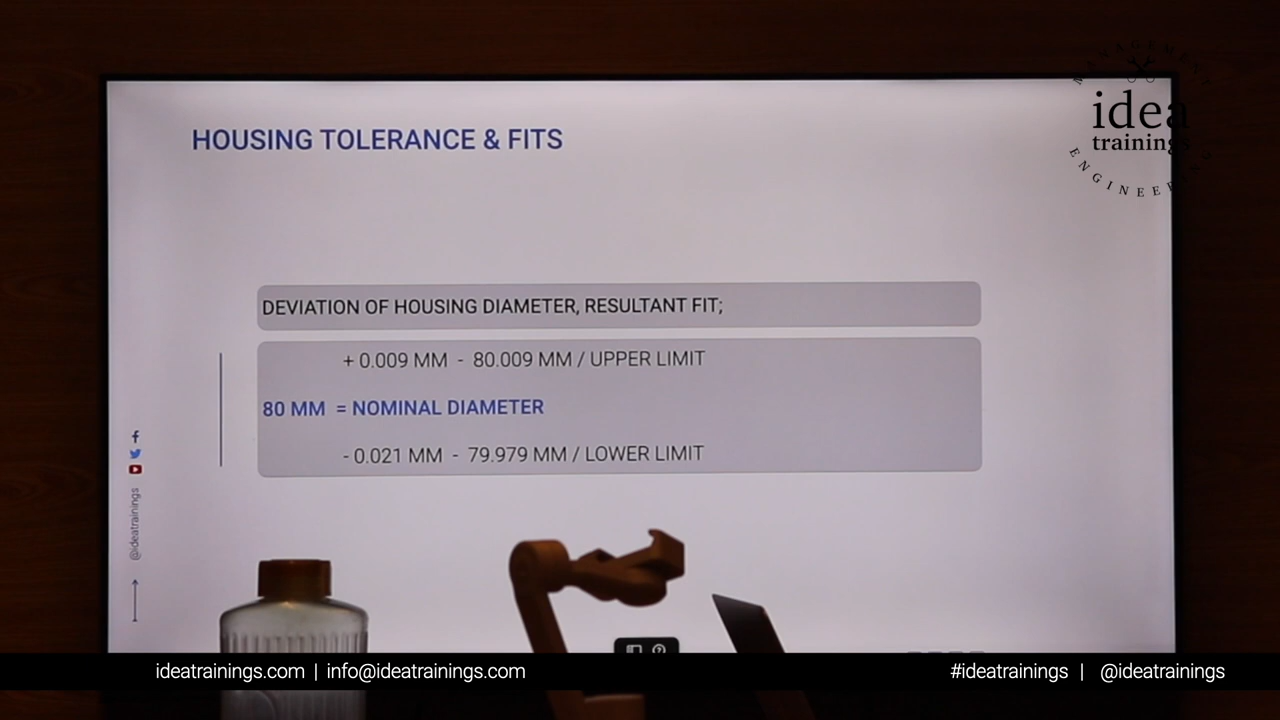 MANAGEMENT
idea
trainings
ENGINEERING
HOUSING TOLERANCE & FITS
DEVIATION OF HOUSING DIAMETER, RESULTANT FIT;
+ 0.009 MM - 80.009 MM / UPPER LIMIT
80 MM = NOMINAL DIAMETER
- 0.021 MM - 79.979 MM / LOWER LIMIT
@ideatrainings
ideatrainings.com | info@ideatrainings.com
#ideatrainings | @ideatrainings